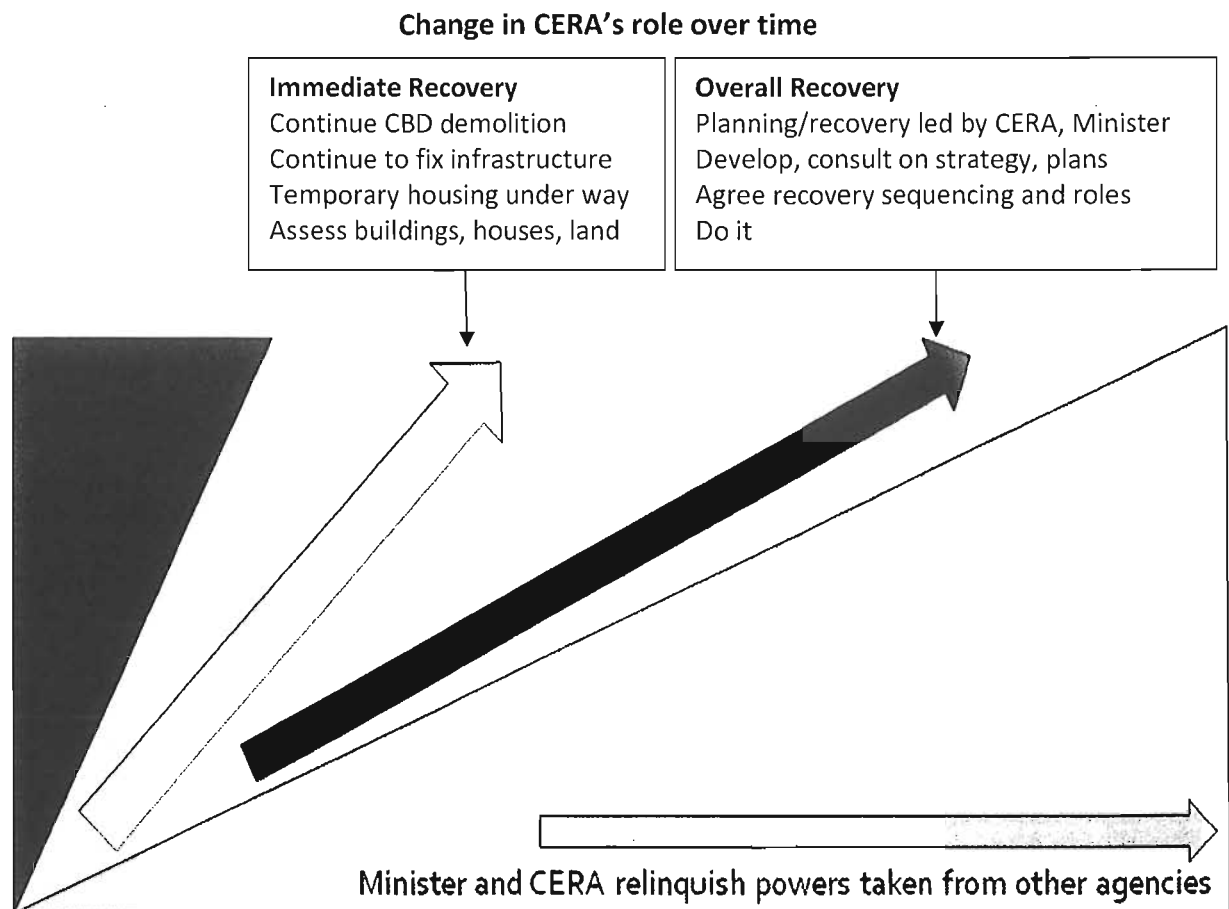 Change in CERA's role over time
Immediate Recovery
Continue CBD demolition
Continue to fix infrastructure
Temporary housing under way
Assess buildings, houses, land
Overall Recovery
Planning/recovery led by CERA, Minister
Develop, consult on strategy, plans
Agree recovery sequencing and roles
Do it
Minister and CERA relinquish powers taken from other agencies